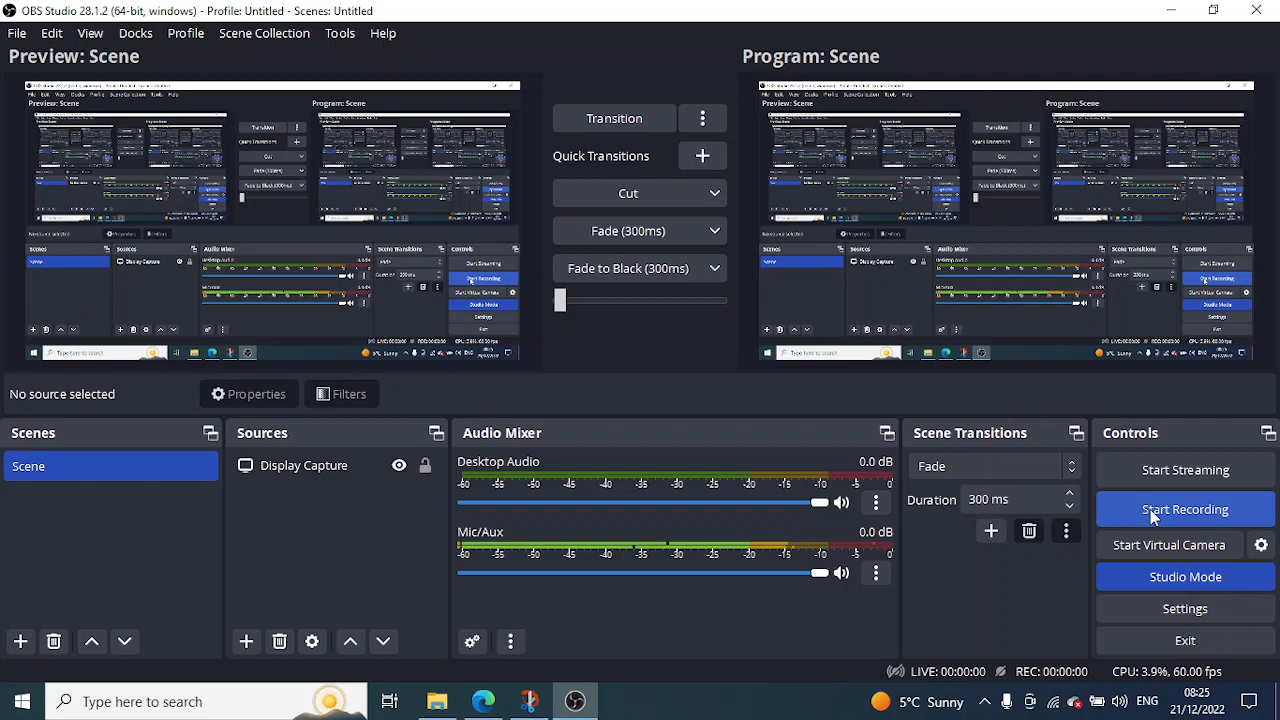 OBS Studio 28.1.2 (64-bit, windows) - Profile: Untitled - Scenes: Untitled
File Edit View Docks Profile Scene Collection Tools Help
Preview: Scene
Program: Scene
Preview: Scene
Program: Scene
Transition
Quick Transitions
Cut
Fade (300ms)
Fade to Black (300ms)
No source selected
Properties
Filters
Scenes
Scene
Sources
Display Capture
Audio Mixer
Desktop Audio 0.0 dB
-60 -55 -50 -45 -40 -35 -30 -25 -20 -15 -10 -5 0
Mic/Aux 0.0 dB
-60 -55 -50 -45 -40 -35 -30 -25 -20 -15 -10 -5 0
Scene Transitions
Fade
Duration 300 ms
Controls
Start Streaming
Start Recording
Start Virtual Camera
Studio Mode
Settings
Exit
LIVE: 00:00:00 REC: 00:00:00 CPU: 3.9%, 60.00 fps
Type here to search
5°C Sunny
ENG
08:25
21/12/2022